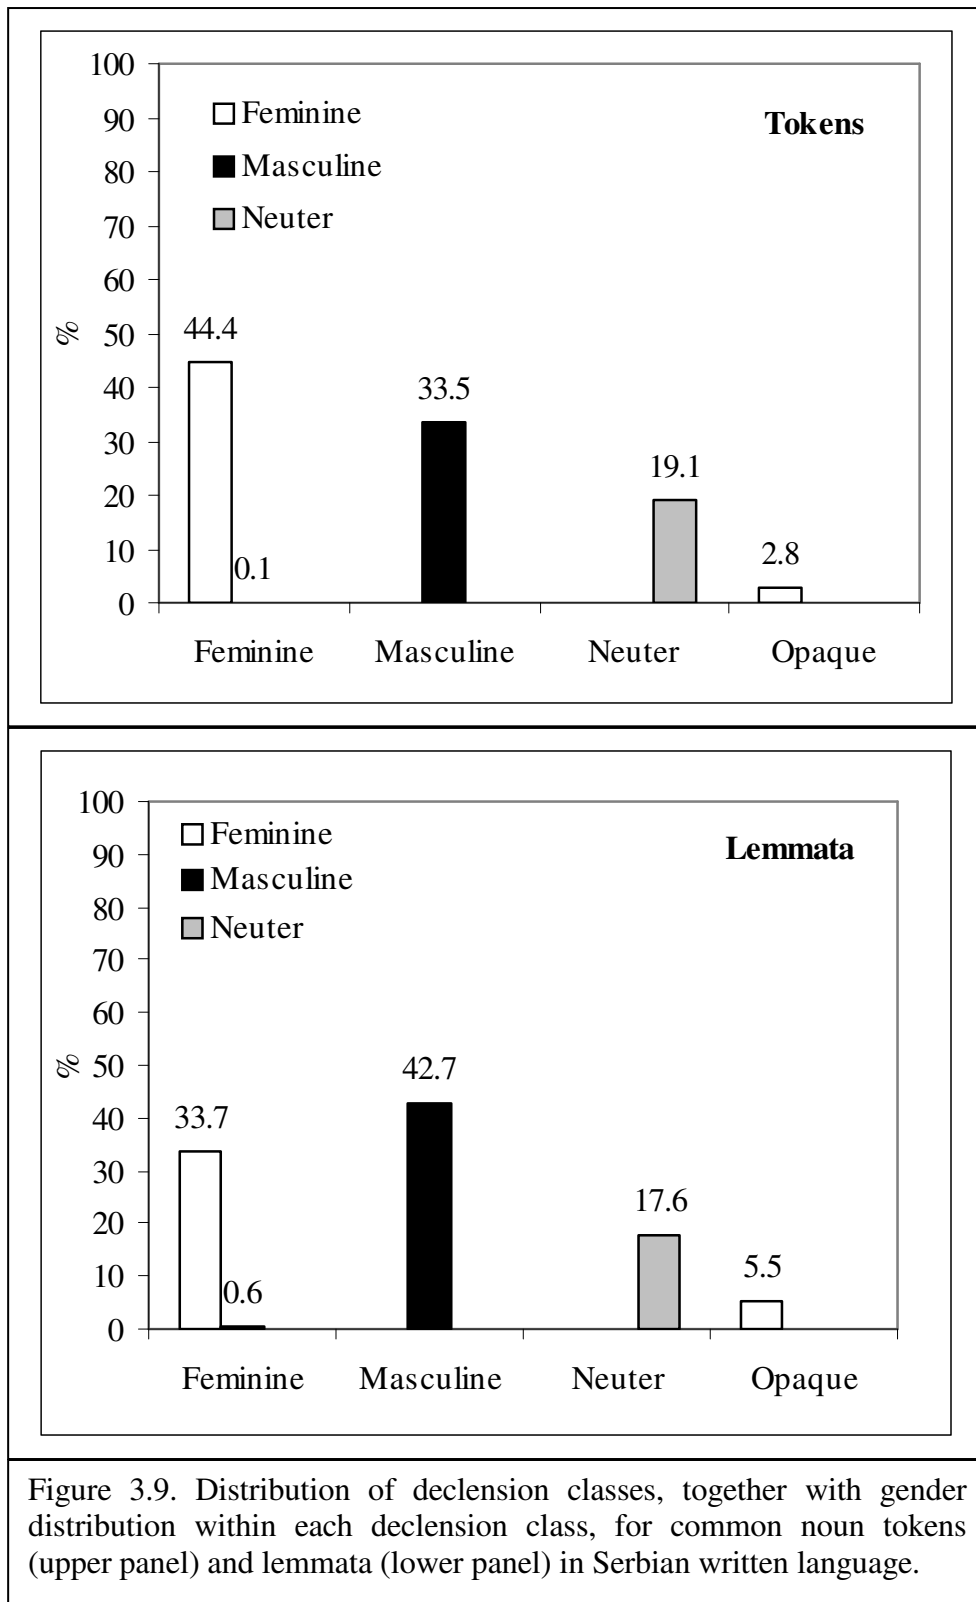 100
90
80
70
60
50
40
30
20
10
0
%
Feminine
Masculine
Neuter
Tokens
44.4
0.1
33.5
19.1
2.8
Feminine Masculine Neuter Opaque
100
90
80
70
60
50
40
30
20
10
0
%
Feminine
Masculine
Neuter
Lemmata
33.7
0.6
42.7
17.6
5.5
Feminine Masculine Neuter Opaque
Figure 3.9. Distribution of declension classes, together with gender
distribution within each declension class, for common noun tokens
(upper panel) and lemmata (lower panel) in Serbian written language.